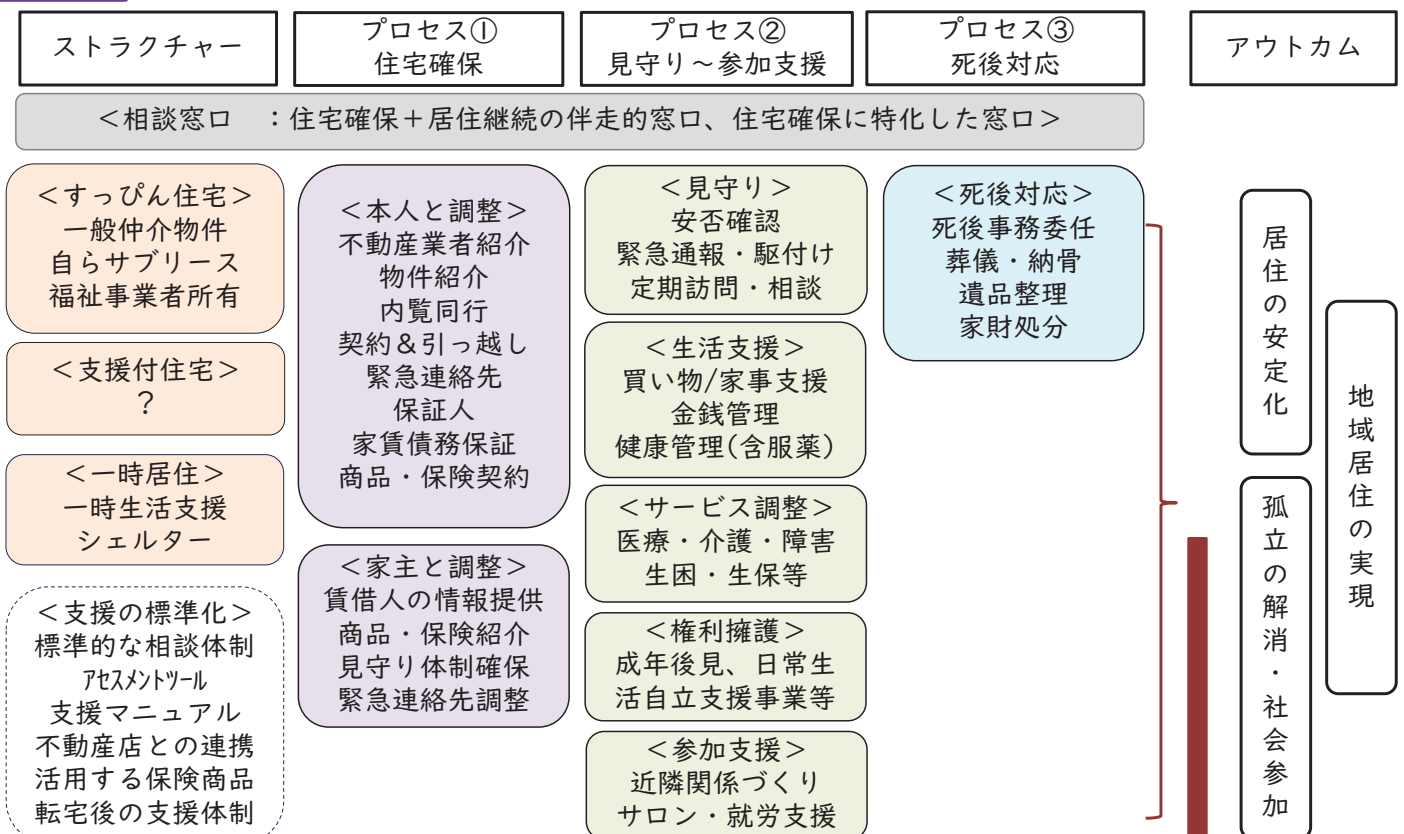 ストラクチャー
プロセス①
住宅確保
プロセス②
見守り～参加支援
プロセス③
死後対応
アウトカム
＜相談窓口　：住宅確保＋居住継続の伴走的窓口、住宅確保に特化した窓口＞
＜すっぴん住宅＞
一般仲介物件
自らサブリース
福祉事業者所有
＜支援付住宅＞
？
＜一時居住＞
一時生活支援
シェルター
＜支援の標準化＞
標準的な相談体制
ｱｾｽﾒﾝﾄﾂｰﾙ
支援マニュアル
不動産店との連携
活用する保険商品
転宅後の支援体制
＜本人と調整＞
不動産業者紹介
物件紹介
内覧同行
契約＆引っ越し
緊急連絡先
保証人
家賃債務保証
商品・保険契約
＜家主と調整＞
賃借人の情報提供
商品・保険紹介
見守り体制確保
緊急連絡先調整
＜見守り＞
安否確認
緊急通報・駆付け
定期訪問・相談
＜生活支援＞
買い物/家事支援
金銭管理
健康管理(含服薬)
＜サービス調整＞
医療・介護・障害
生困・生保等
＜権利擁護＞
成年後見、日常生
活自立支援事業等
＜参加支援＞
近隣関係づくり
サロン・就労支援
＜死後対応＞
死後事務委任
葬儀・納骨
遺品整理
家財処分
居住の安定化
孤立の解消・社会参加
地域居住の実現